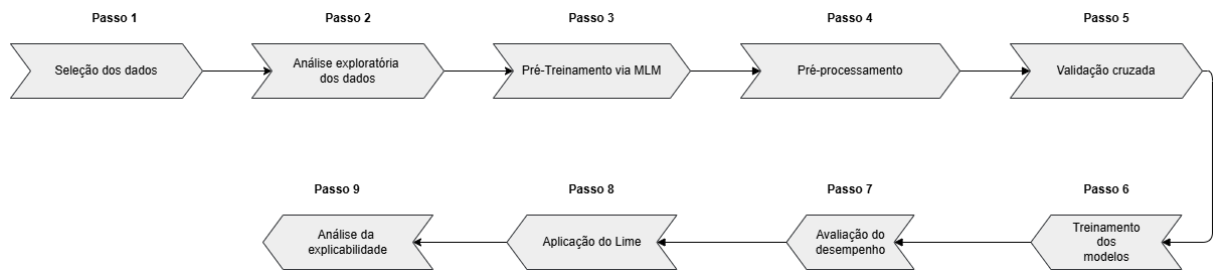 Passo 1
Passo 2
Passo 3
Passo 4
Passo 5
Seleção dos dados
Análise exploratória
dos dados
Pré-Treinamento via MLM
Pré-processamento
Validação cruzada
Passo 9
Passo 8
Passo 7
Passo 6
Análise da
explicabilidade
Aplicação do Lime
Avaliação do
desempenho
Treinamento
dos
modelos